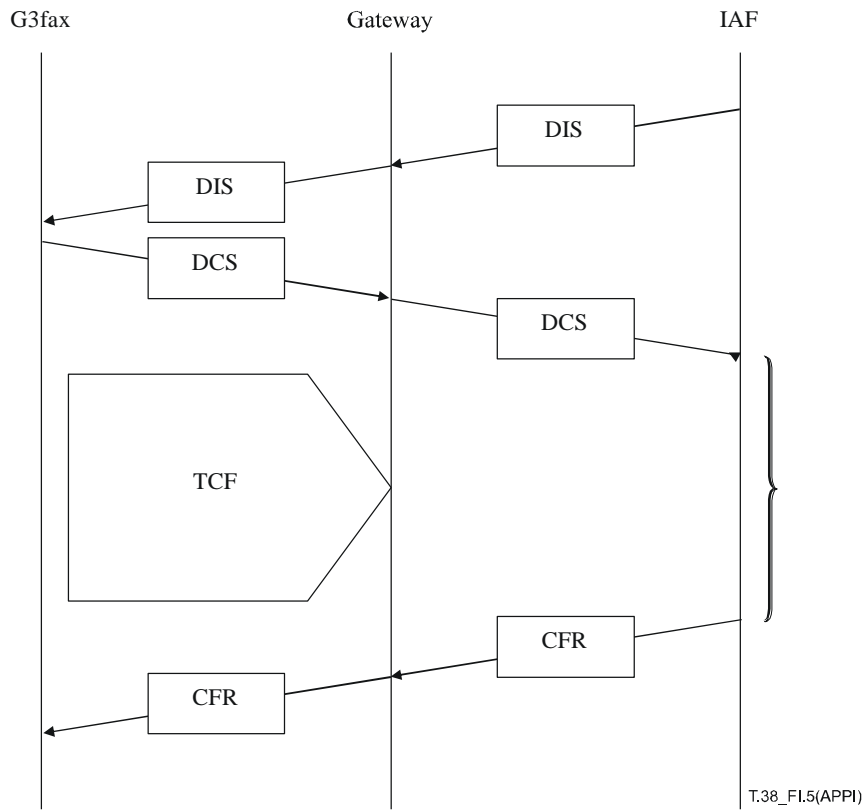 G3fax Gateway IAF
DIS
DIS
DCS
DCS
TCF
CFR
CFR
T.38_FI.5(APPI)